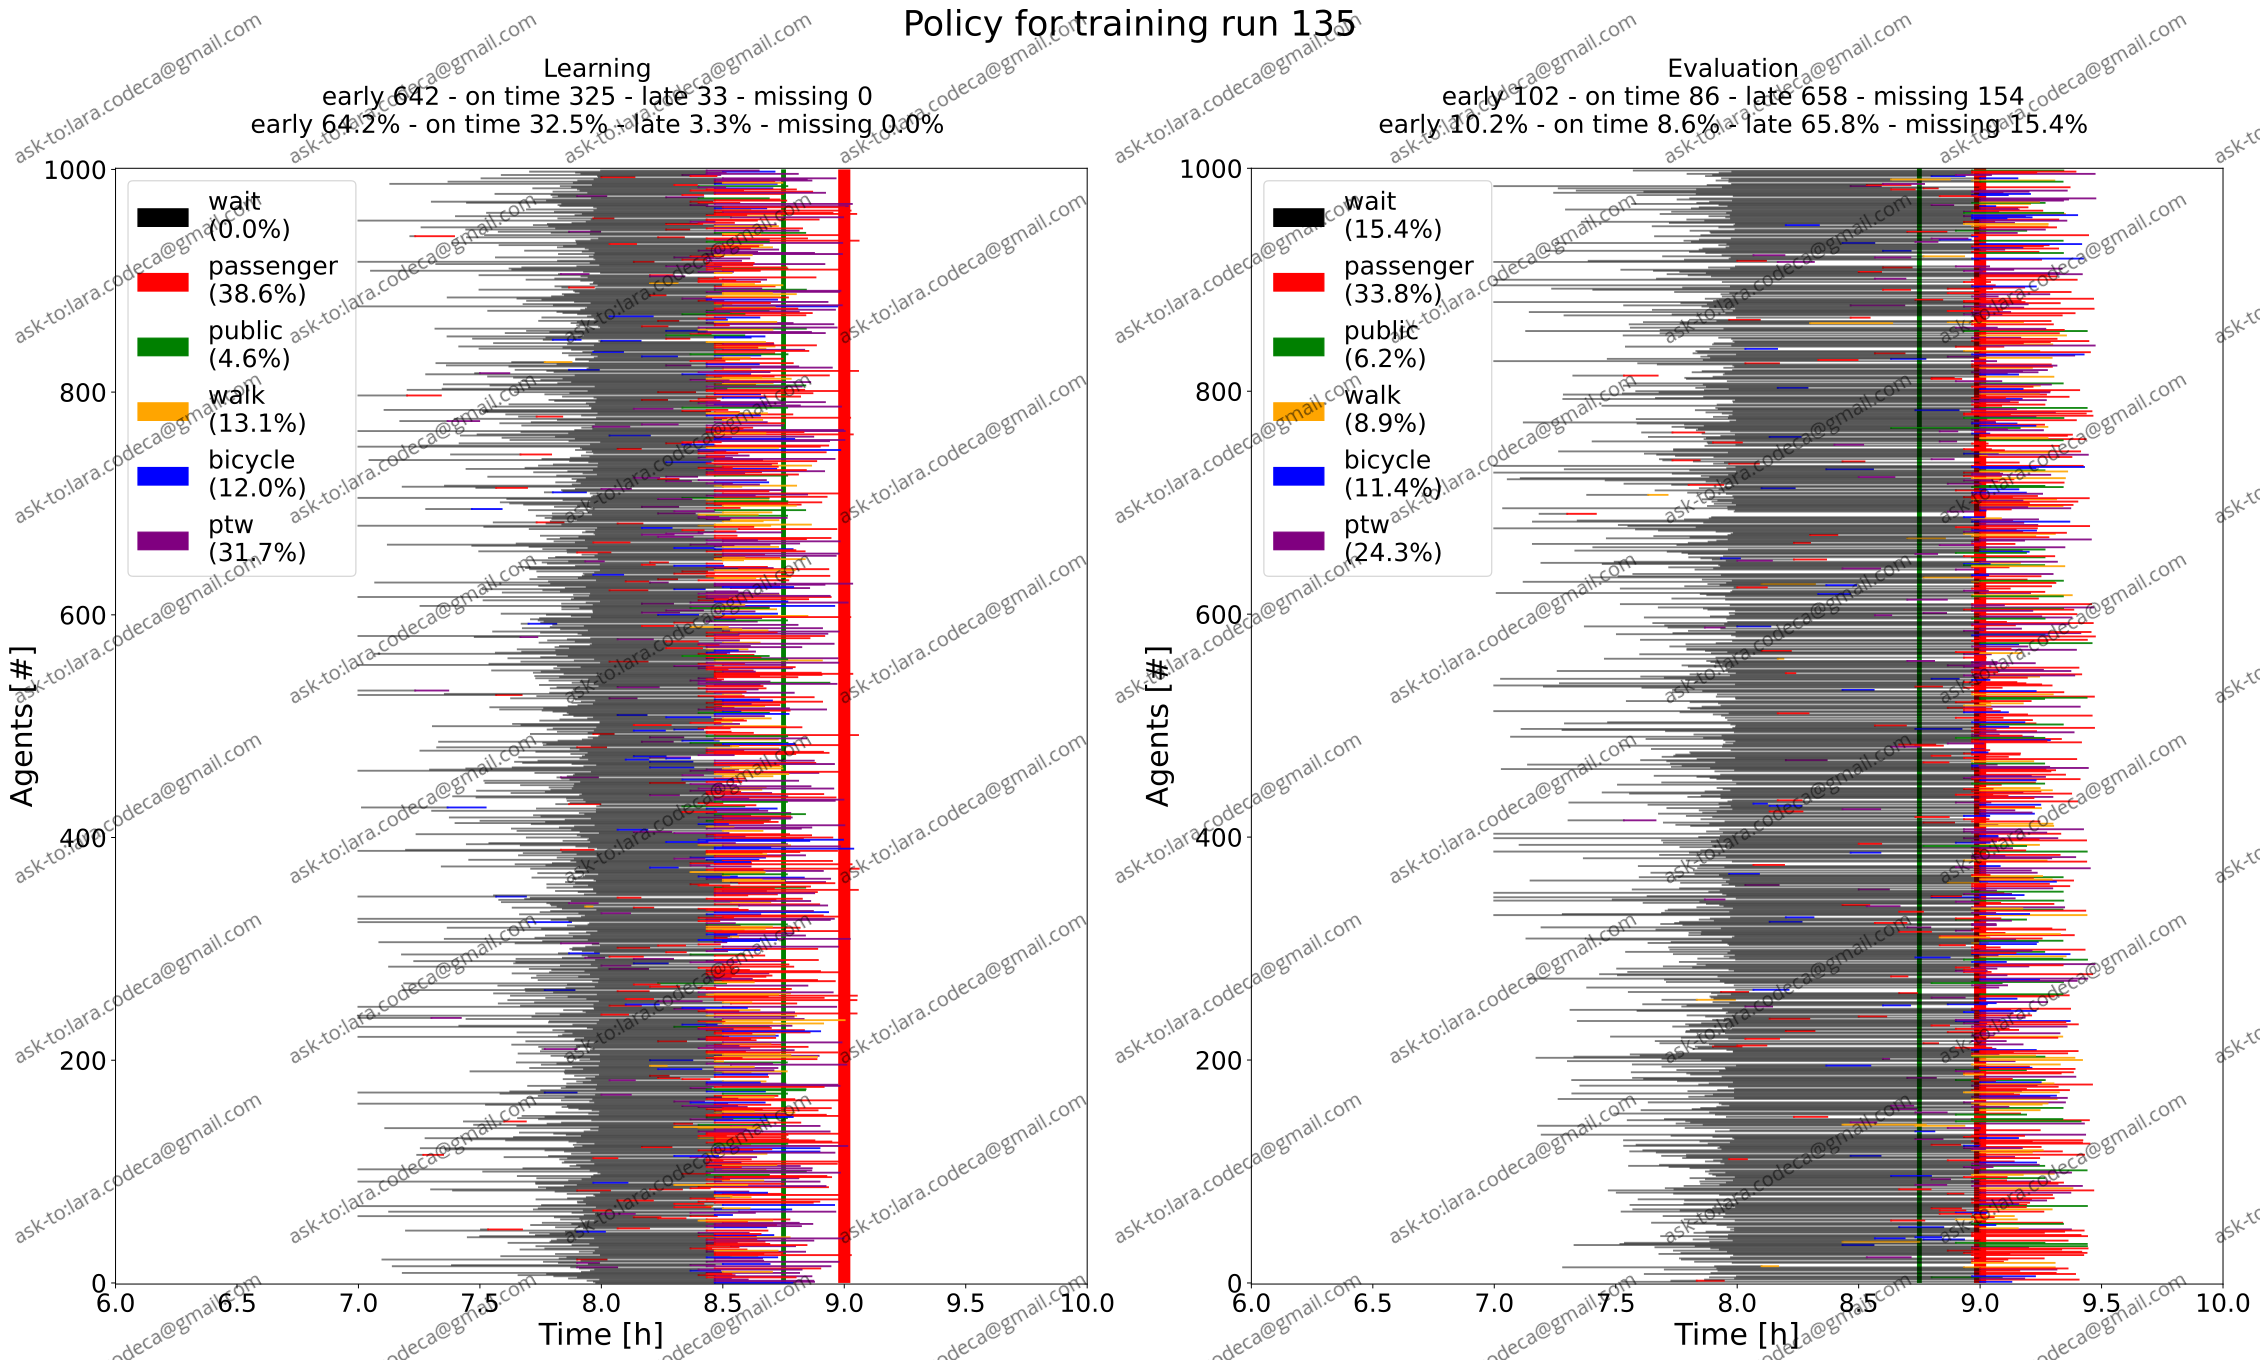 Policy for training run 135
Learning
early 642 - on time 325 - late 33 - missing 0
early 64.2% - on time 32.5% - late 3.3% - missing 0.0%
Evaluation
early 102 - on time 86 - late 658 - missing 154
early 10.2% - on time 8.6% - late 65.8% - missing 15.4%
wait
(0.0%)
passenger
(38.6%)
public
(4.6%)
walk
(13.1%)
bicycle
(12.0%)
ptw
(31.7%)
1000
800
600
400
200
0
Agents [#]
6.0 6.5 7.0 7.5 8.0 8.5 9.0 9.5 10.0
Time [h]
wait
(15.4%)
passenger
(33.8%)
public
(6.2%)
walk
(8.9%)
bicycle
(11.4%)
ptw
(24.3%)
1000
800
600
400
200
0
Agents [#]
6.0 6.5 7.0 7.5 8.0 8.5 9.0 9.5 10.0
Time [h]
ask-to:lara.codeca@gmail.com